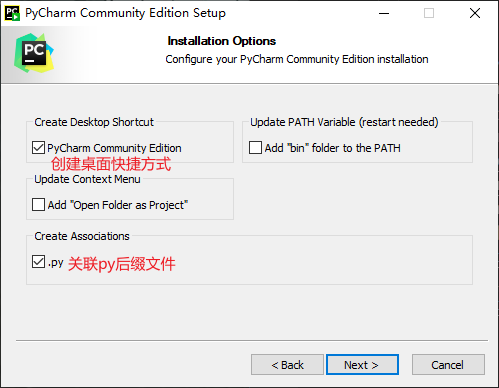 PyCharm Community Edition Setup
PC
Installation Options
Configure your PyCharm Community Edition installation
Create Desktop Shortcut
PyCharm Community Edition
创建桌面快捷方式
Update PATH Variable (restart needed)
Add "bin" folder to the PATH
Update Context Menu
Add "Open Folder as Project"
Create Associations
.py 关联py后缀文件
< Back Next > Cancel